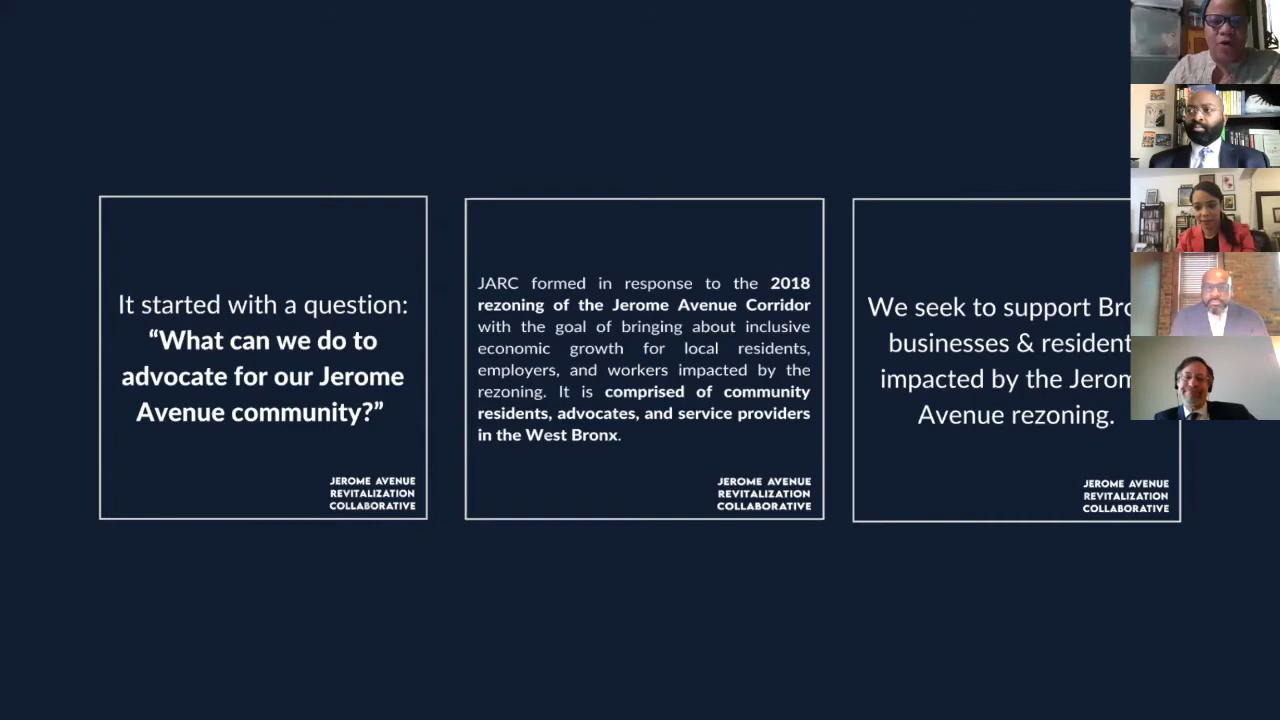 It started with a question:
“What can we do to
advocate for our Jerome
Avenue community?”
JEROME AVENUE
REVITALIZATION
COLLABORATIVE
JARC formed in response to the 2018
rezoning of the Jerome Avenue Corridor
with the goal of bringing about inclusive
economic growth for local residents,
employers, and workers impacted by the
rezoning. It is comprised of community
residents, advocates, and service providers
in the West Bronx.
JEROME AVENUE
REVITALIZATION
COLLABORATIVE
We seek to support
businesses &
impacted by the
Avenue rezoning.
JEROME AVENUE
REVITALIZATION
COLLABORATIVE